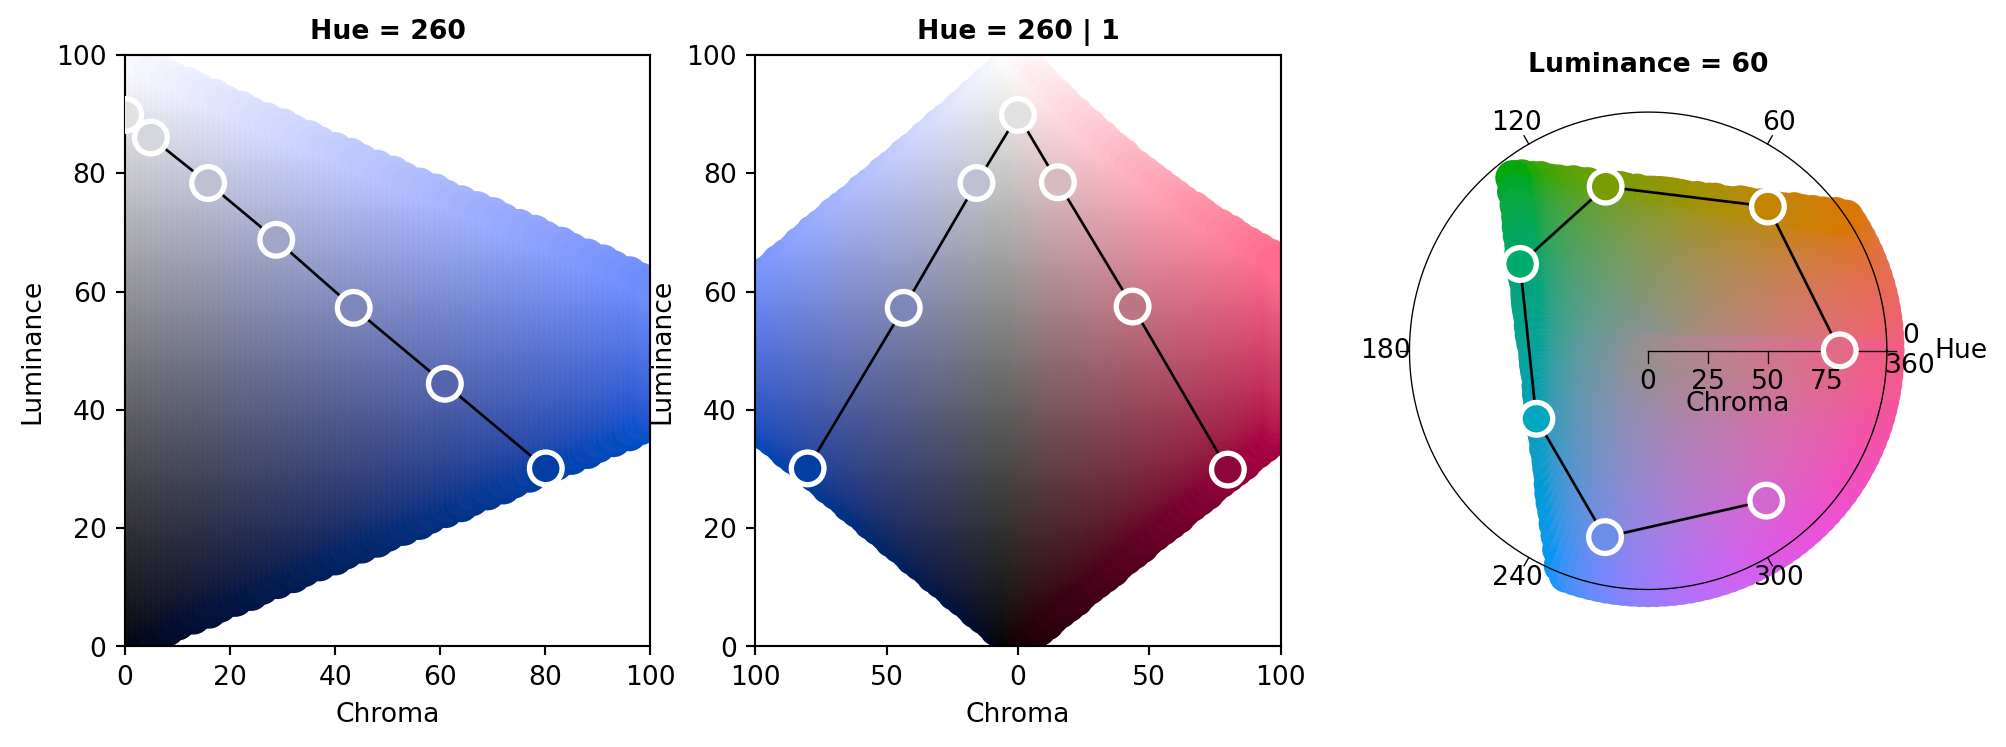 Hue = 260
100
80
60
40
20
0
Luminance
0 20 40 60 80 100
Chroma
Hue = 260 | 1
100
80
60
40
20
0
Luminance
100 50 0 50 100
Chroma
Luminance = 60
120 60
0
180 Hue
360
0 25 50 75
Chroma
240 300